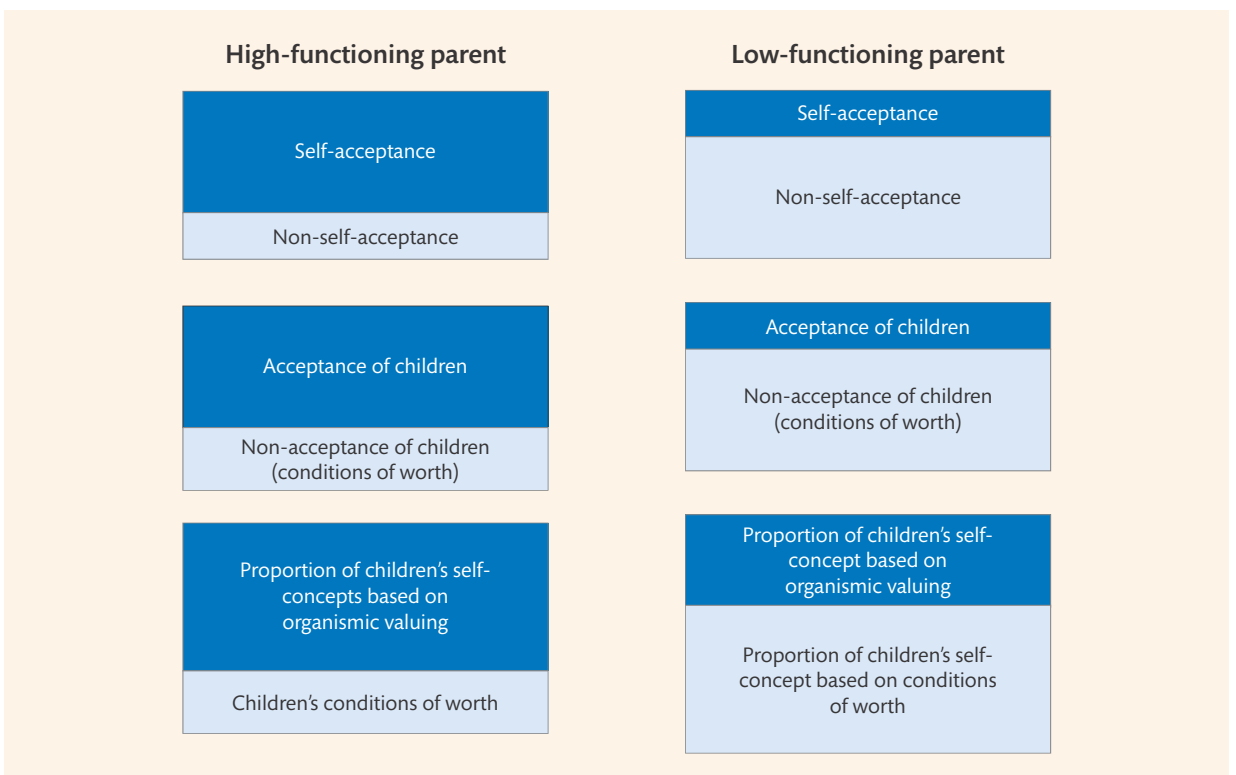 High-functioning parent
Self-acceptance
Non-self-acceptance
Acceptance of children
Non-acceptance of children
(conditions of worth)
Proportion of children’s self-
concepts based on
organismic valuing
Children’s conditions of worth
Low-functioning parent
Self-acceptance
Non-self-acceptance
Acceptance of children
Non-acceptance of children
(conditions of worth)
Proportion of children’s self-
concept based on
organismic valuing
Proportion of children’s self-
concept based on conditions
of worth